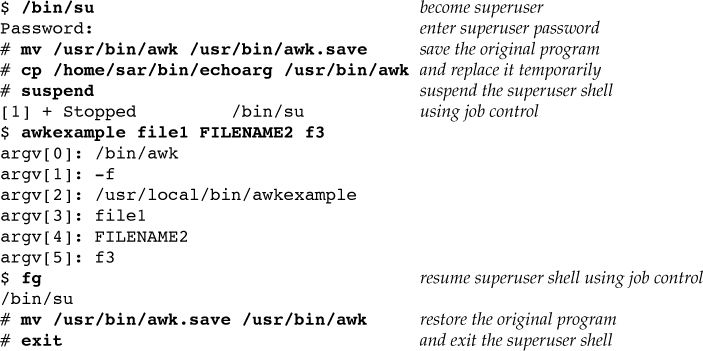 $ /bin/su become superuser
Password: enter superuser password
# mv /usr/bin/awk /usr/bin/awk.save save the original program
# cp /home/sar/bin/echoarg /usr/bin/awk and replace it temporarily
# suspend suspend the superuser shell
[1] + Stopped /bin/su using job control
$ awkexample file1 FILENAME2 f3
argv[0]: /bin/awk
argv[1]: -f
argv[2]: /usr/local/bin/awkexample
argv[3]: file1
argv[4]: FILENAME2
argv[5]: f3
$ fg resume superuser shell using job control
/bin/su
# mv /usr/bin/awk.save /usr/bin/awk restore the original program
# exit and exit the superuser shell